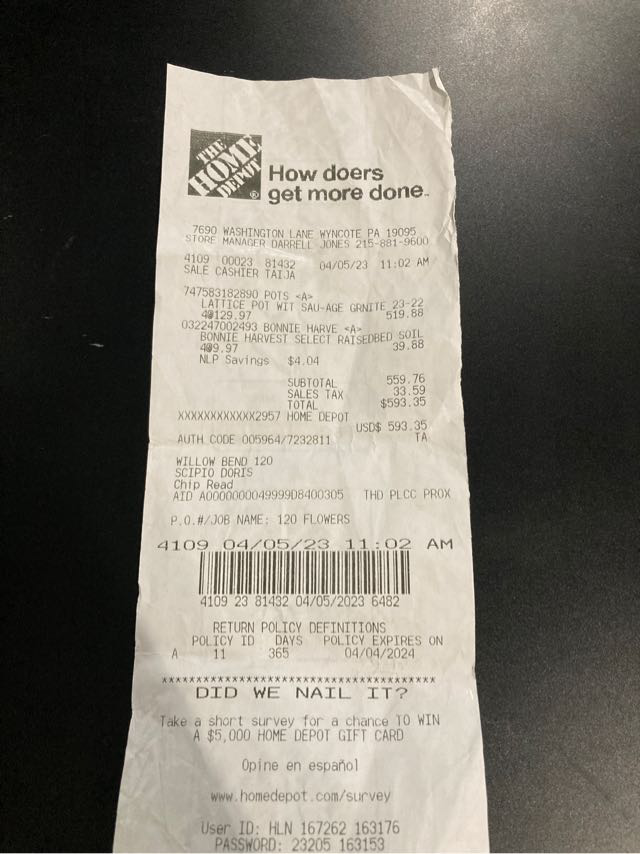 THE
HOME
DEPOT
®
How doers
get more done™
7690 WASHINGTON LANE WYNCOTE PA 19095
STORE MANAGER DARRELL JONES 215-881-9600
4109 00023 81432 04/05/23 11:02 AM
SALE CASHIER TAIJA
747583182890 POTS <A>
LATTICE POT WIT SAU-AGE GRNITE 23-22
4@129.97 519.88
032247002493 BONNIE HARVE <A>
BONNIE HARVEST SELECT RAISEDBED SOIL
4@9.97 39.88
NLP Savings $4.04
SUBTOTAL 559.76
SALES TAX 33.59
TOTAL $593.35
XXXXXXXXXXXX2957 HOME DEPOT
USD$ 593.35
AUTH CODE 005964/7232811 TA
WILLOW BEND 120
SCIPIO DORIS
Chip Read
AID A0000000049999D8400305 THD PLCC PROX
P.O.#/JOB NAME: 120 FLOWERS
4109 04/05/23 11:02 AM
4109 23 81432 04/05/2023 6482
RETURN POLICY DEFINITIONS
POLICY ID DAYS POLICY EXPIRES ON
A 11 365 04/04/2024
****************************************
DID WE NAIL IT?
Take a short survey for a chance TO WIN
A $5,000 HOME DEPOT GIFT CARD
Opine en español
www.homedepot.com/survey
User ID: HLN 167262 163176
PASSWORD: 23205 163153